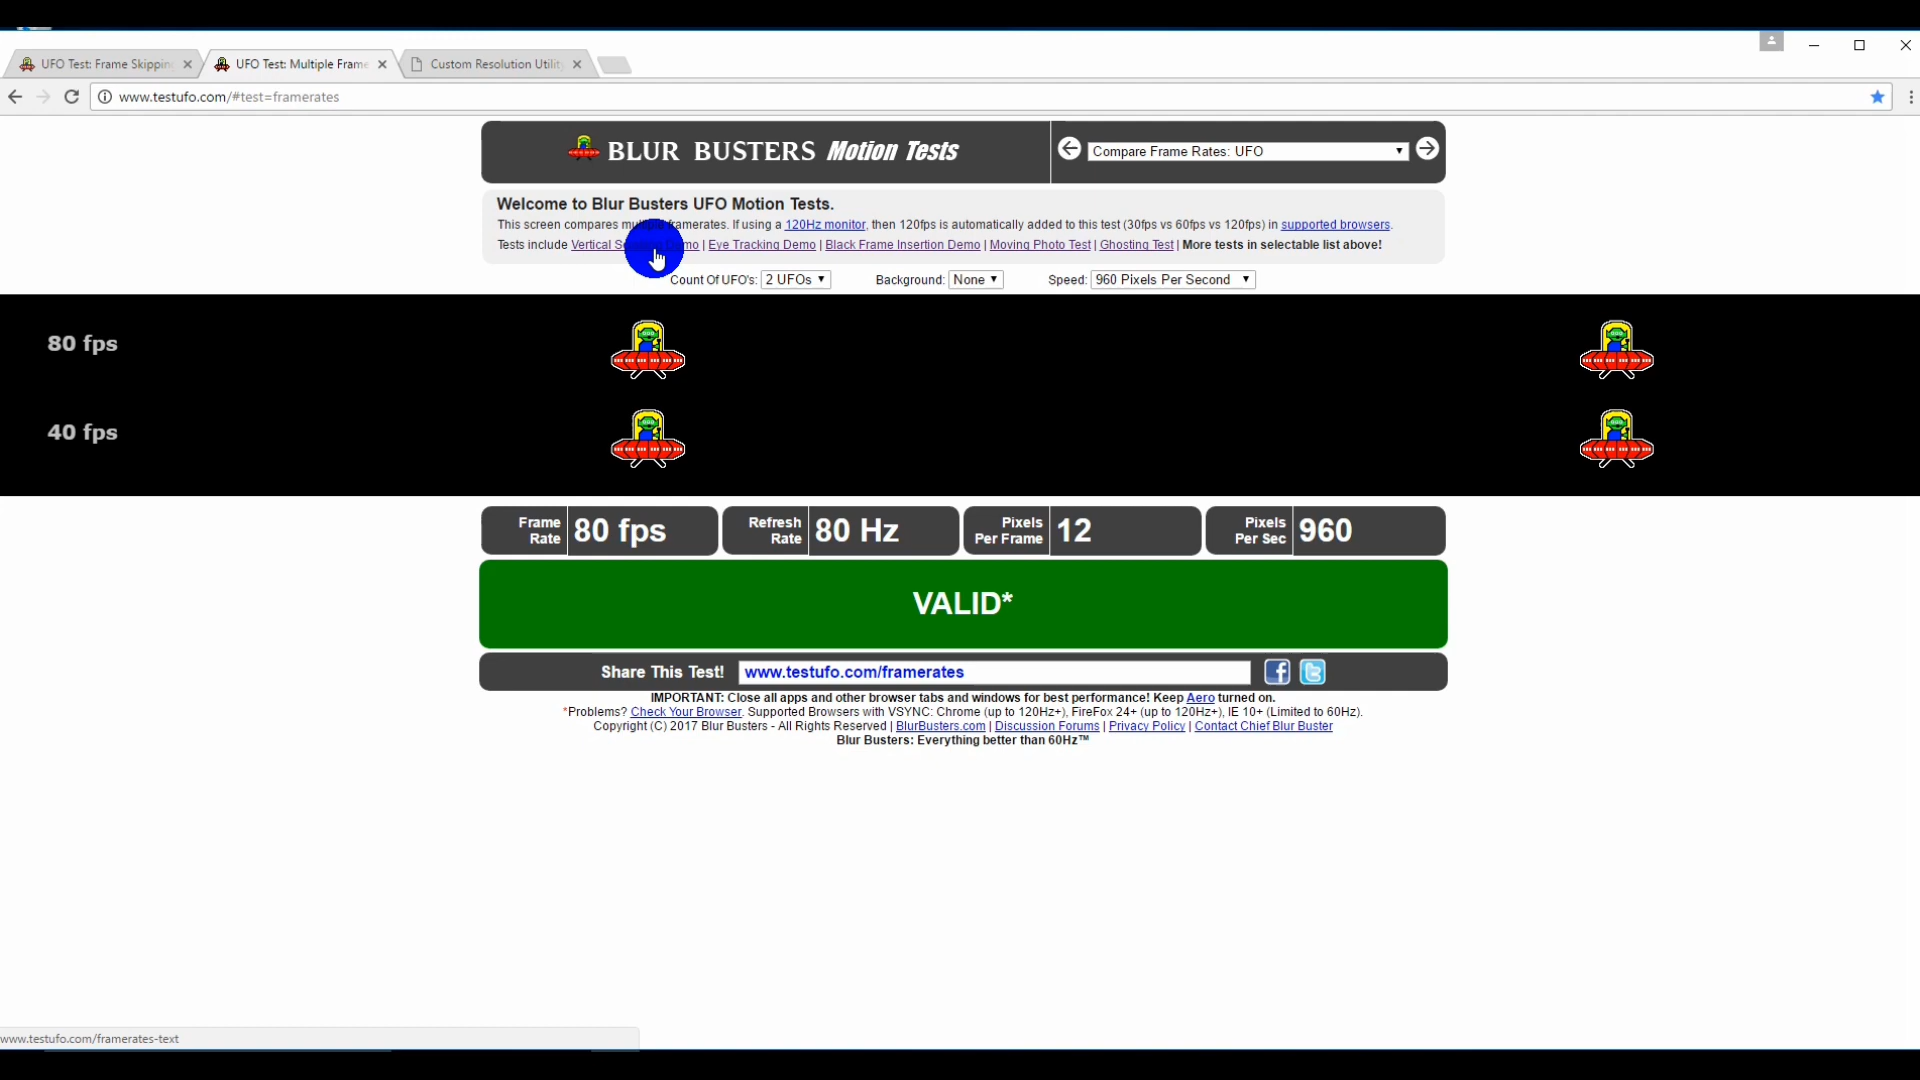 UFO Test: Frame Skippin
UFO Test: Multiple Frame
Custom Resolution Utilit
www.testufo.com/#test=framerates
BLUR BUSTERS Motion Tests
Compare Frame Rates: UFO
Welcome to Blur Busters UFO Motion Tests.
This screen compares multiple framerates. If using a 120Hz monitor, then 120fps is automatically added to this test (30fps vs 60fps vs 120fps) in supported browsers.
Tests include Vertical Demo | Eye Tracking Demo | Black Frame Insertion Demo | Moving Photo Test | Ghosting Test | More tests in selectable list above!
Count Of UFO's: 2 UFOs Background: None Speed: 960 Pixels Per Second
80 fps
40 fps
Frame Rate 80 fps
Refresh Rate 80 Hz
Pixels Per Frame 12
Pixels Per Sec 960
VALID*
Share This Test! www.testufo.com/framerates
IMPORTANT: Close all apps and other browser tabs and windows for best performance! Keep Aero turned on.
*Problems? Check Your Browser. Supported Browsers with VSYNC: Chrome (up to 120Hz+), FireFox 24+ (up to 120Hz+), IE 10+ (Limited to 60Hz).
Copyright (C) 2017 Blur Busters - All Rights Reserved | BlurBusters.com | Discussion Forums | Privacy Policy | Contact Chief Blur Buster
Blur Busters: Everything better than 60Hz™
www.testufo.com/framerates-text